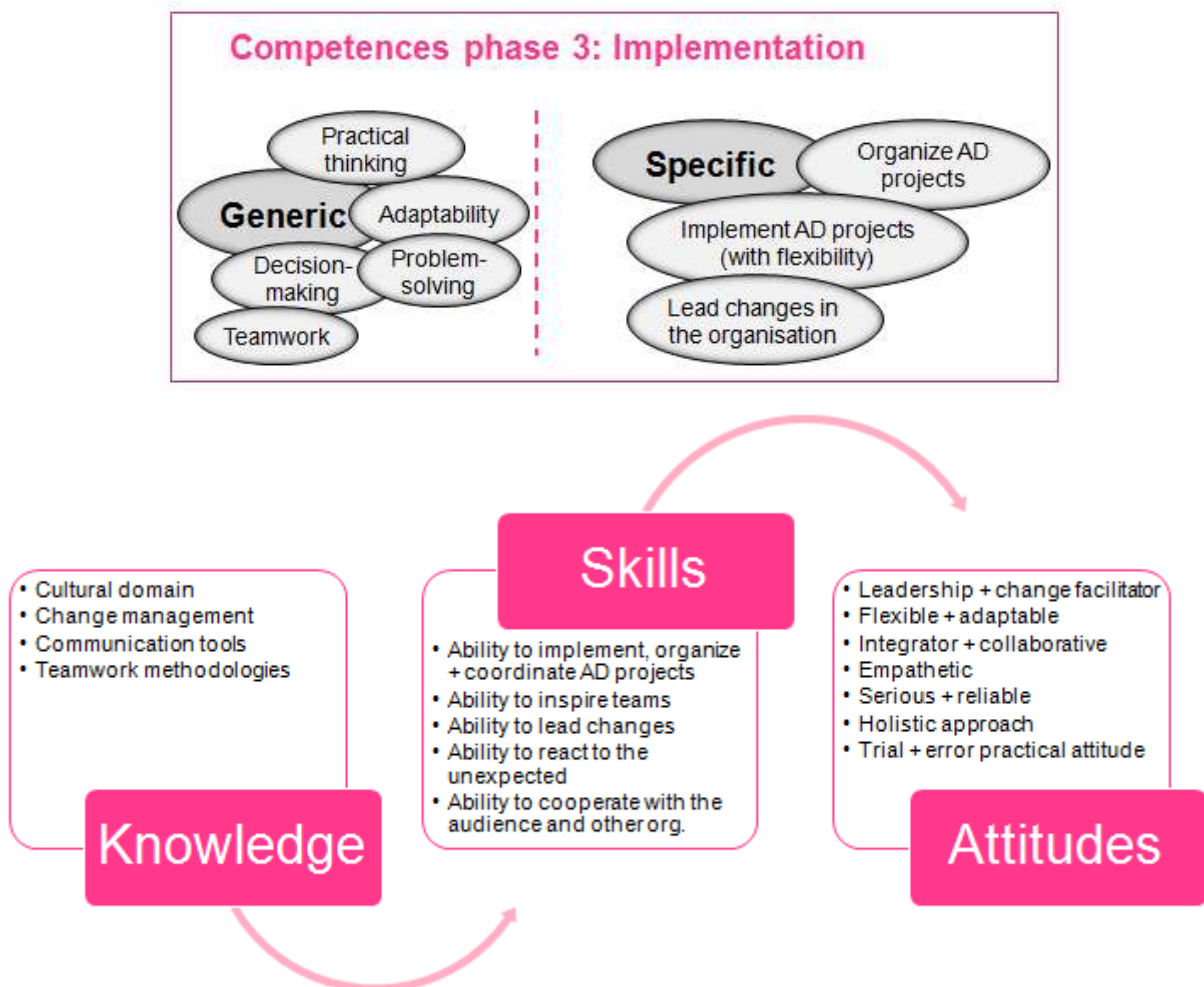 Competences phase 3: Implementation
Practical
thinking
Generic
Adaptability
Decision-
making
Problem-
solving
Teamwork
Specific
Organize AD
projects
Implement AD projects
(with flexibility)
Lead changes in
the organisation
• Cultural domain
• Change management
• Communication tools
• Teamwork methodologies
Knowledge
Skills
• Ability to implement, organize
+ coordinate AD projects
• Ability to inspire teams
• Ability to lead changes
• Ability to react to the
unexpected
• Ability to cooperate with the
audience and other org.
• Leadership + change facilitator
• Flexible + adaptable
• Integrator + collaborative
• Empathetic
• Serious + reliable
• Holistic approach
• Trial + error practical attitude
Attitudes